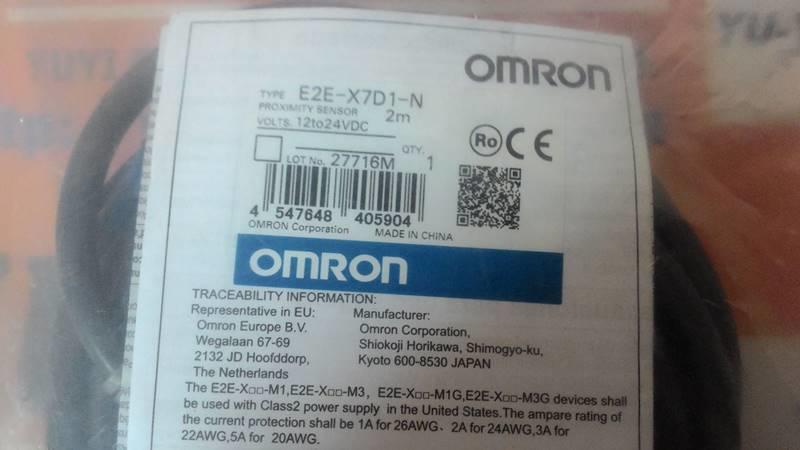 OMRON
TYPE E2E-X7D1-N
PROXIMITY SENSOR 2m
VOLTS. 12to24VDC
QTY.
LOT No. 27716M 1
4 547648 405904
OMRON Corporation MADE IN CHINA
Ro CE
OMRON
TRACEABILITY INFORMATION:
Representative in EU: Manufacturer:
Omron Europe B.V. Omron Corporation,
Wegalaan 67-69 Shiokoji Horikawa, Shimogyo-ku,
2132 JD Hoofddorp, Kyoto 600-8530 JAPAN
The Netherlands
The E2E-X□□-M1,E2E-X□□-M3, E2E-X□□-M1G,E2E-X□□-M3G devices shall
be used with Class2 power supply in the United States.The ampare rating of
the current protection shall be 1A for 26AWG、2A for 24AWG,3A for
22AWG,5A for 20AWG.